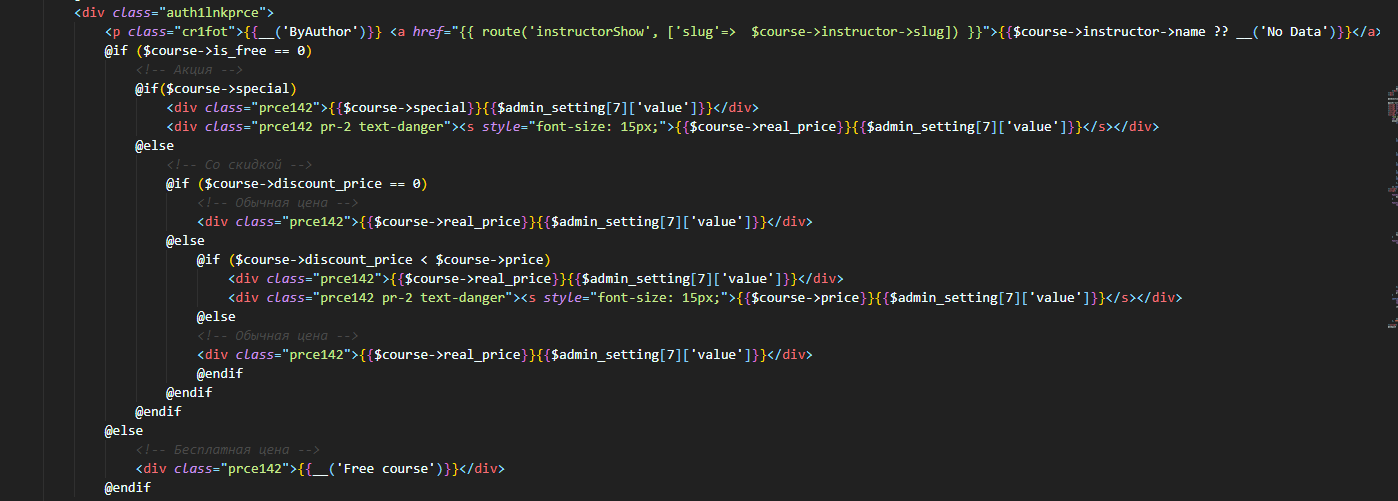 <div class="auth1lnkprce">
<p class="cr1fot">{{__('ByAuthor')}} <a href="{{ route('instructorShow', ['slug'=>  $course->instructor->slug]) }}">{{$course->instructor->name ?? __('No Data')}}</a>
@if ($course->is_free == 0)
<!-- Акция -->
@if($course->special)
<div class="prce142">{{$course->special}}{{$admin_setting[7]['value']}}</div>
<div class="prce142 pr-2 text-danger"><s style="font-size: 15px;">{{$course->real_price}}{{$admin_setting[7]['value']}}</s></div>
@else
<!-- Со скидкой -->
@if ($course->discount_price == 0)
<!-- Обычная цена -->
<div class="prce142">{{$course->real_price}}{{$admin_setting[7]['value']}}</div>
@else
@if ($course->discount_price < $course->price)
<div class="prce142">{{$course->real_price}}{{$admin_setting[7]['value']}}</div>
<div class="prce142 pr-2 text-danger"><s style="font-size: 15px;">{{$course->price}}{{$admin_setting[7]['value']}}</s></div>
@else
<!-- Обычная цена -->
<div class="prce142">{{$course->real_price}}{{$admin_setting[7]['value']}}</div>
@endif
@endif
@endif
@else
<!-- Бесплатная цена -->
<div class="prce142">{{__('Free course')}}</div>
@endif